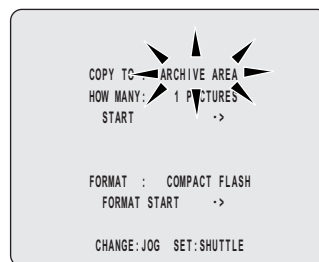 COPY TO : ARCHIVE AREA
HOW MANY: 1 PICTURES
START ->
FORMAT : COMPACT FLASH
FORMAT START ->
CHANGE:JOG SET:SHUTTLE